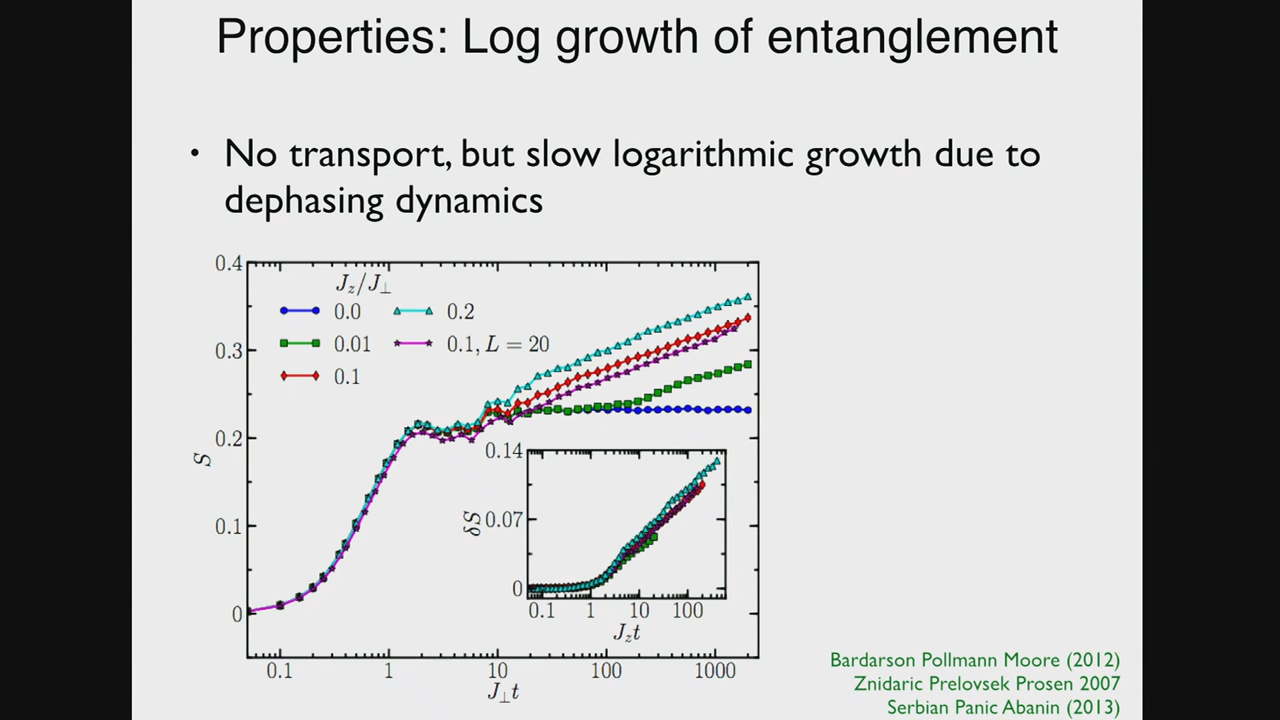 Properties: Log growth of entanglement
• No transport, but slow logarithmic growth due to
dephasing dynamics
J_z/J_⊥
0.0
0.2
0.01
0.1, L = 20
0.1
0.4
0.3
0.2
0.1
0
S
0.1
1
10
100
1000
J_⊥t
0.14
0.07
0
δS
0.1
1
10
100
J_zt
Bardarson Pollmann Moore (2012)
Znidaric Prelovsek Prosen 2007
Serbian Panic Abanin (2013)